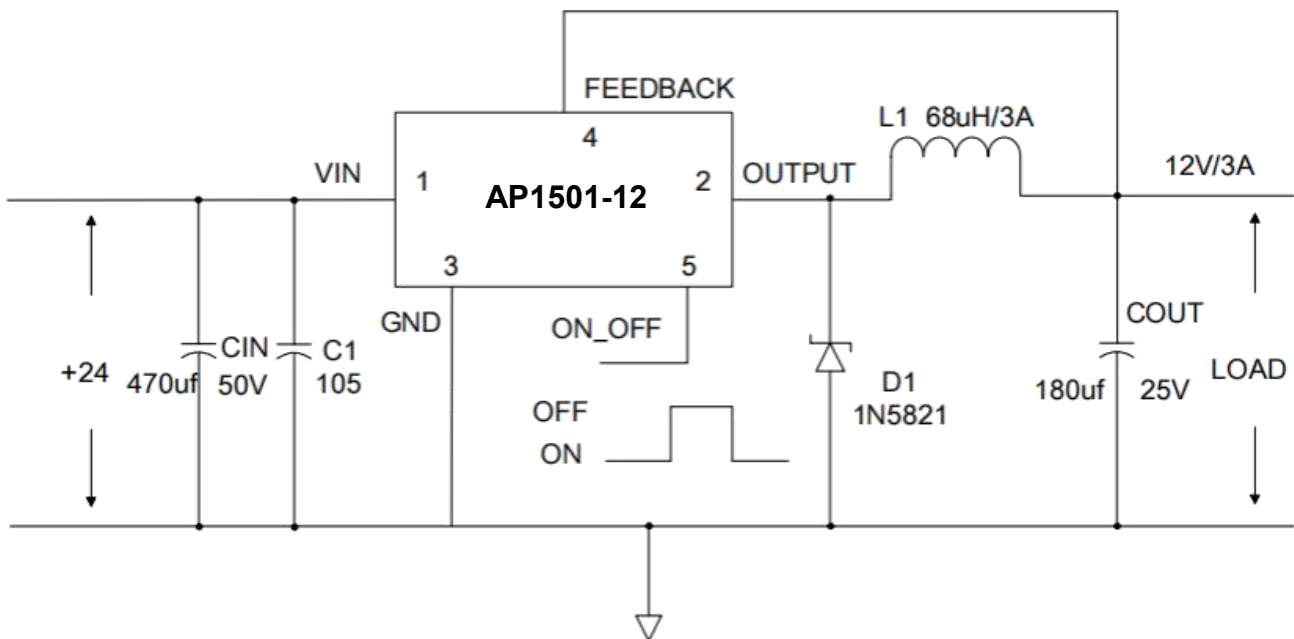 FEEDBACK
4
L1 68uH/3A
VIN
1
AP1501-12
2
OUTPUT
12V/3A
3
5
GND
ON_OFF
+24
CIN
470uf 50V
C1
105
OFF
ON
D1
1N5821
COUT
180uf 25V
LOAD